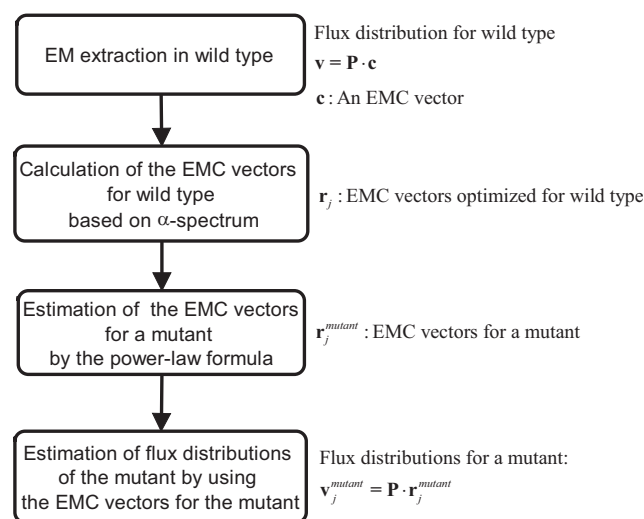 EM extraction in wild type
Flux distribution for wild type
v = P · c
c : An EMC vector
Calculation of the EMC vectors
for wild type
based on α-spectrum
r_j : EMC vectors optimized for wild type
Estimation of the EMC vectors
for a mutant
by the power-law formula
r_j^{mutant} : EMC vectors for a mutant
Estimation of flux distributions
of the mutant by using
the EMC vectors for the mutant
Flux distributions for a mutant:
v_j^{mutant} = P · r_j^{mutant}